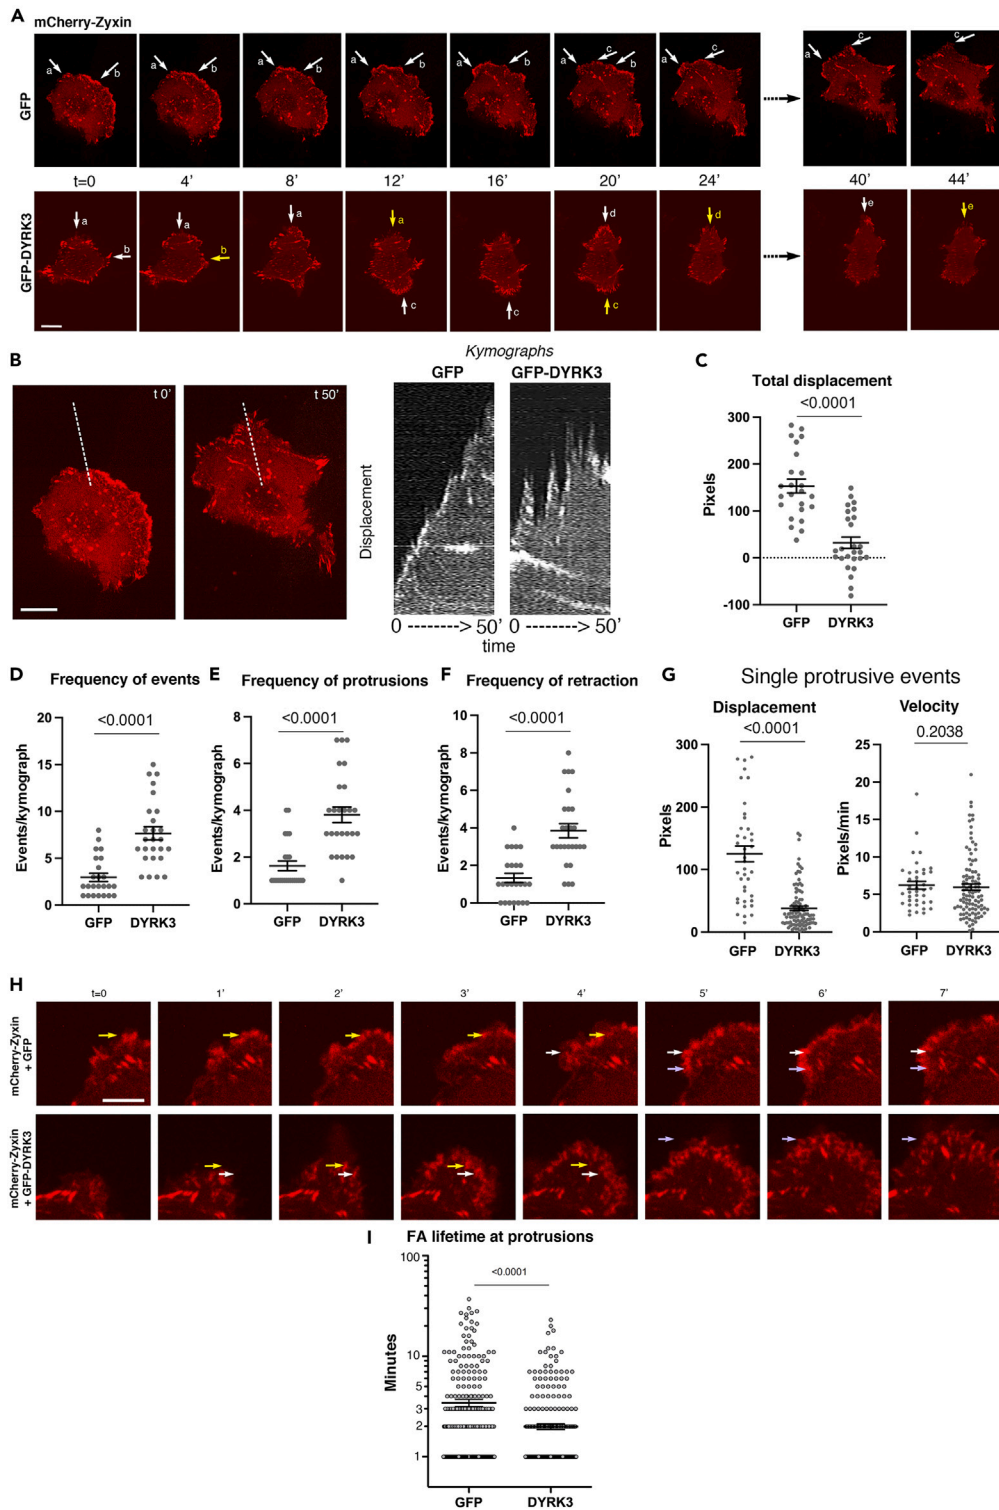 A
mCherry-Zyxin
GFP
a b
a b
a b
a b
a b
a c b
a c
a c
c
t=0 4' 8' 12' 16' 20' 24' 40' 44'
GFP-DYRK3
a b
a b
a
a c
c
d c
d
e
e
B
t 0'
t 50'
Kymographs
GFP GFP-DYRK3
Displacement
0 --------> 50' 0 --------> 50'
time
C
Total displacement
<0.0001
Pixels
300
200
100
0
-100
GFP DYRK3
D
Frequency of events
<0.0001
Events/kymograph
20
15
10
5
0
GFP DYRK3
E
Frequency of protrusions
<0.0001
Events/kymograph
8
6
4
2
0
GFP DYRK3
F
Frequency of retraction
<0.0001
Events/kymograph
10
8
6
4
2
0
GFP DYRK3
G
Single protrusive events
Displacement
<0.0001
Pixels
300
200
100
0
GFP DYRK3
Velocity
0.2038
Pixels/min
25
20
15
10
5
0
GFP DYRK3
H
t=0 1' 2' 3' 4' 5' 6' 7'
mCherry-Zyxin
+ GFP
mCherry-Zyxin
+ GFP-DYRK3
I
FA lifetime at protrusions
<0.0001
Minutes
100
10
5
3
2
1
GFP DYRK3